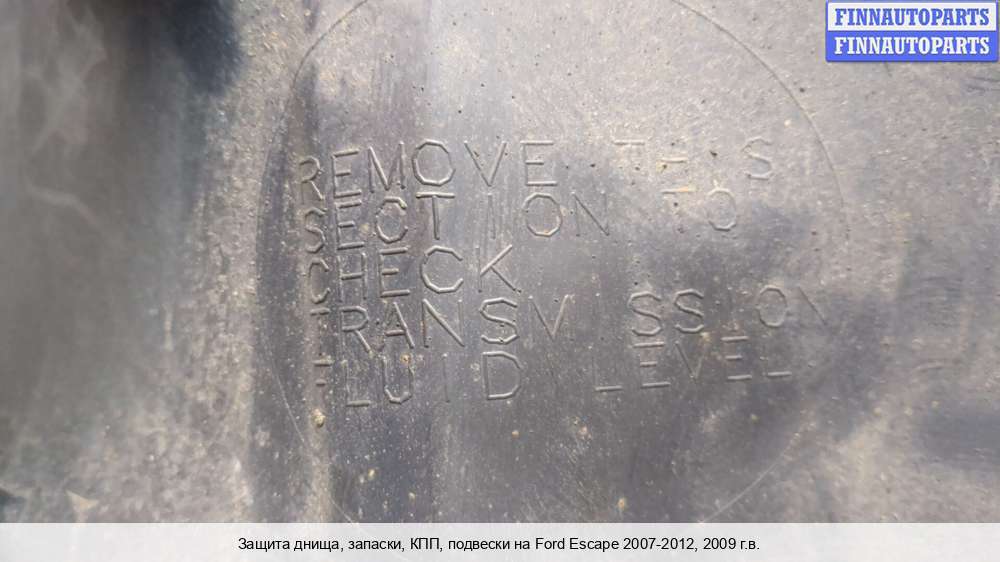 FINNAUTOPARTS
FINNAUTOPARTS
REMOVE THIS
SECTION TO
CHECK
TRANSMISSION
FLUID LEVEL.
Защита днища, запаски, КПП, подвески на Ford Escape 2007-2012, 2009 г.в.